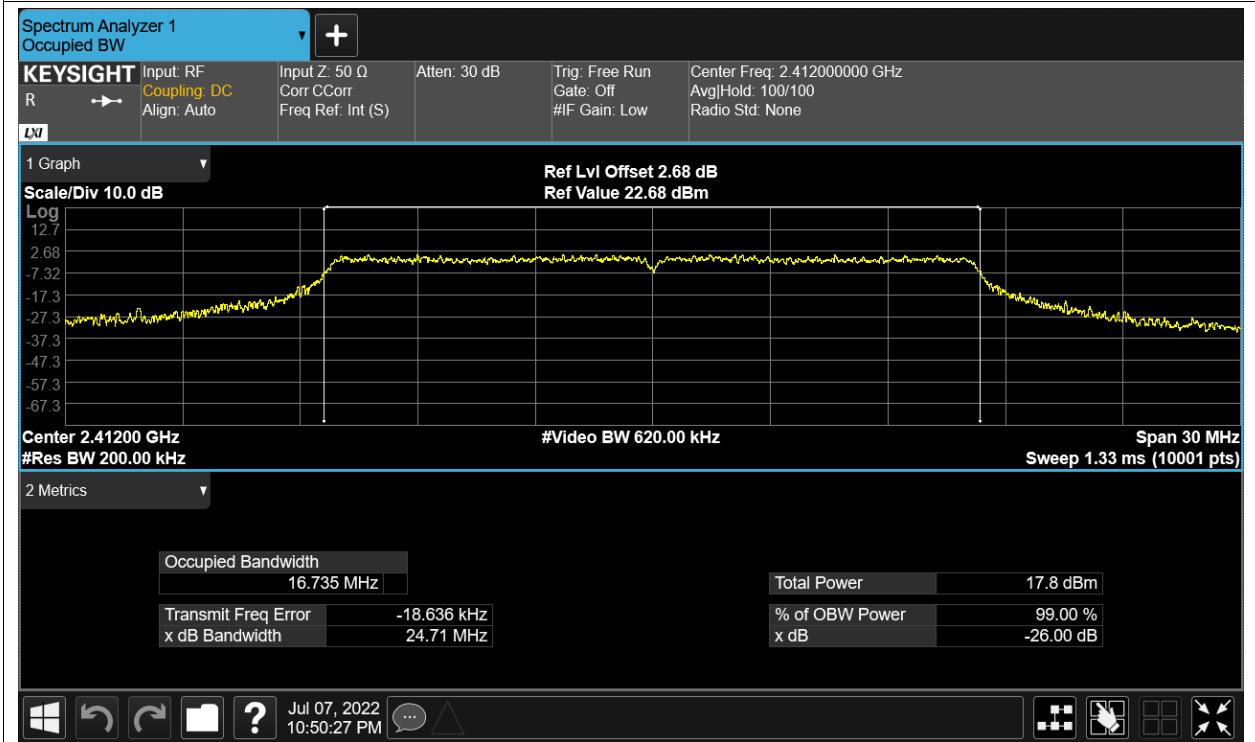 Spectrum Analyzer 1
Occupied BW
KEYSIGHT
R
LXI
Input: RF
Coupling: DC
Align: Auto
Input Z: 50 Ω
Corr CCorr
Freq Ref: Int (S)
Atten: 30 dB
Trig: Free Run
Gate: Off
#IF Gain: Low
Center Freq: 2.412000000 GHz
Avg|Hold: 100/100
Radio Std: None
1 Graph
Scale/Div 10.0 dB
Ref Lvl Offset 2.68 dB
Ref Value 22.68 dBm
Log
12.7
2.68
-7.32
-17.3
-27.3
-37.3
-47.3
-57.3
-67.3
Center 2.41200 GHz
#Res BW 200.00 kHz
#Video BW 620.00 kHz
Span 30 MHz
Sweep 1.33 ms (10001 pts)
2 Metrics
Occupied Bandwidth
16.735 MHz
Transmit Freq Error -18.636 kHz
x dB Bandwidth 24.71 MHz
Total Power 17.8 dBm
% of OBW Power 99.00 %
x dB -26.00 dB
?
Jul 07, 2022
10:50:27 PM